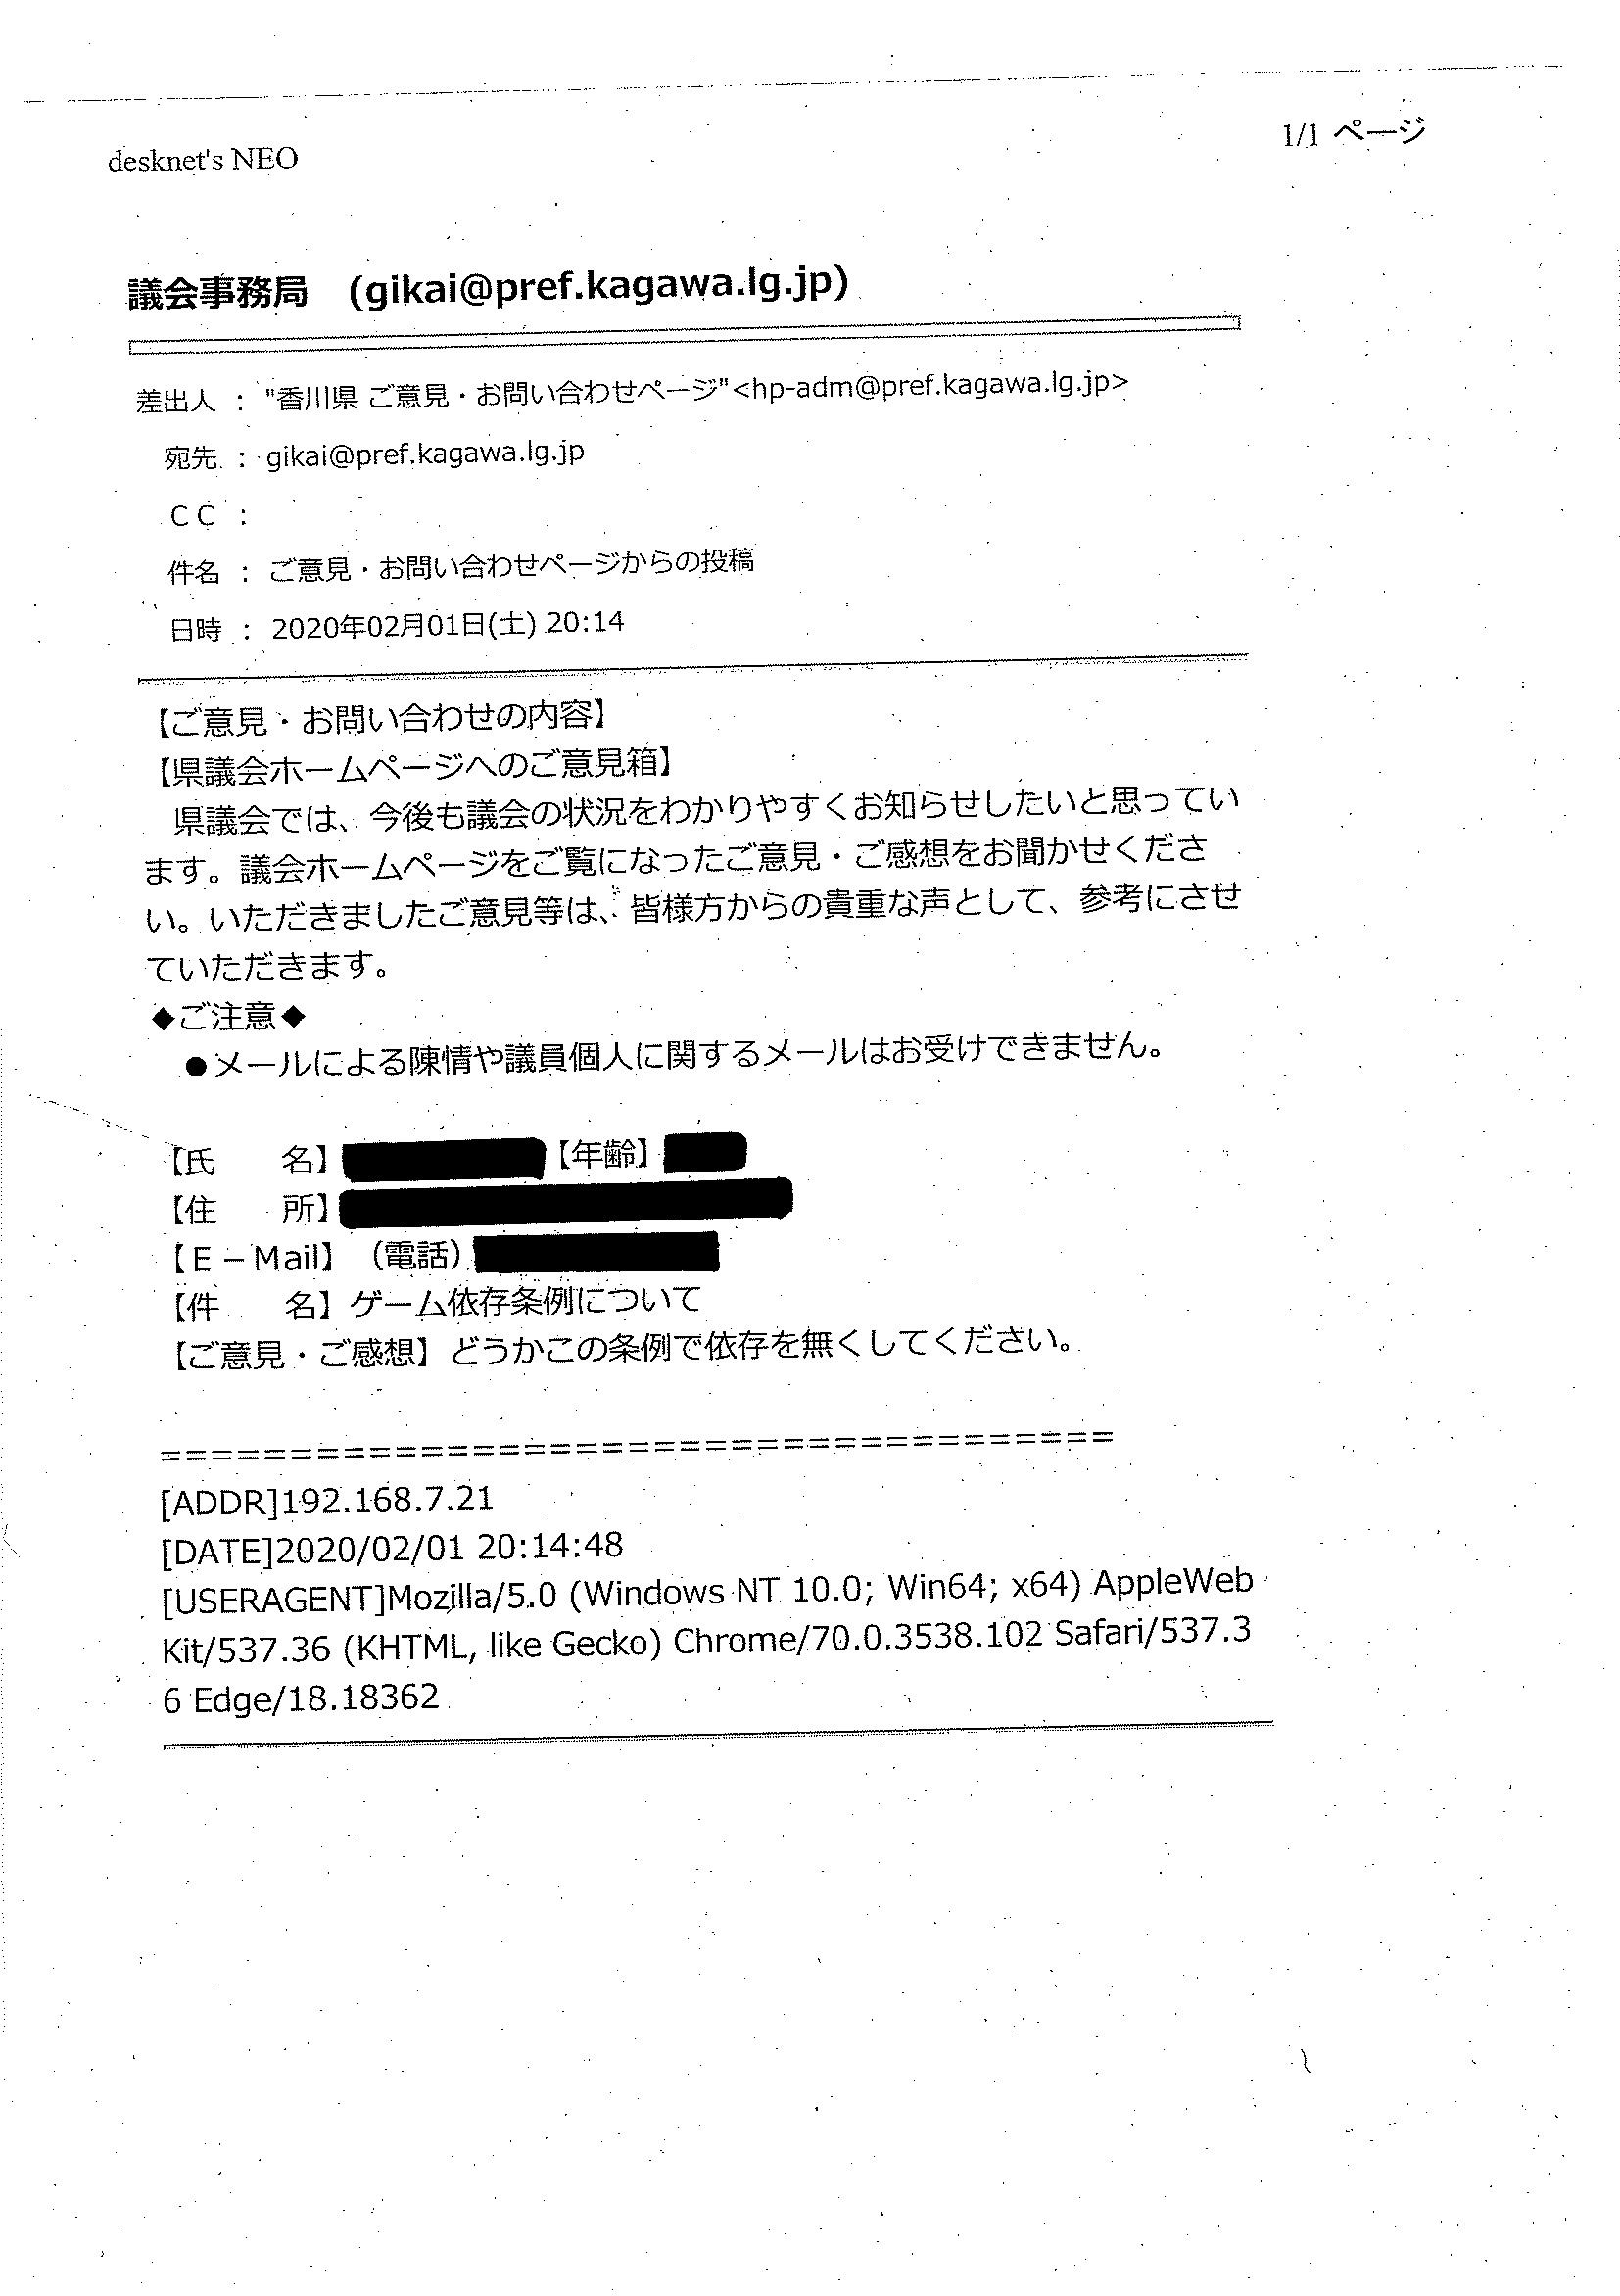 desknet's NEO
1/1 ページ
議会事務局　(gikai@pref.kagawa.lg.jp)
差出人 ： "香川県 ご意見・お問い合わせページ"<hp-adm@pref.kagawa.lg.jp>
宛先 ： gikai@pref.kagawa.lg.jp
ＣＣ ：
件名 ： ご意見・お問い合わせページからの投稿
日時 ： 2020年02月01日(土) 20:14
【ご意見・お問い合わせの内容】
【県議会ホームページへのご意見箱】
　県議会では、今後も議会の状況をわかりやすくお知らせしたいと思ってい
ます。議会ホームページをご覧になったご意見・ご感想をお聞かせくださ
い。いただきましたご意見等は、皆様方からの貴重な声として、参考にさせ
ていただきます。
◆ご注意◆
　●メールによる陳情や議員個人に関するメールはお受けできません。
【氏　　名】【年齢】
【住　　所】
【Ｅ－Mail】（電話）
【件　　名】ゲーム依存条例について
【ご意見・ご感想】どうかこの条例で依存を無くしてください。
=====================================
[ADDR]192.168.7.21
[DATE]2020/02/01 20:14:48
[USERAGENT]Mozilla/5.0 (Windows NT 10.0; Win64; x64) AppleWeb
Kit/537.36 (KHTML, like Gecko) Chrome/70.0.3538.102 Safari/537.3
6 Edge/18.18362